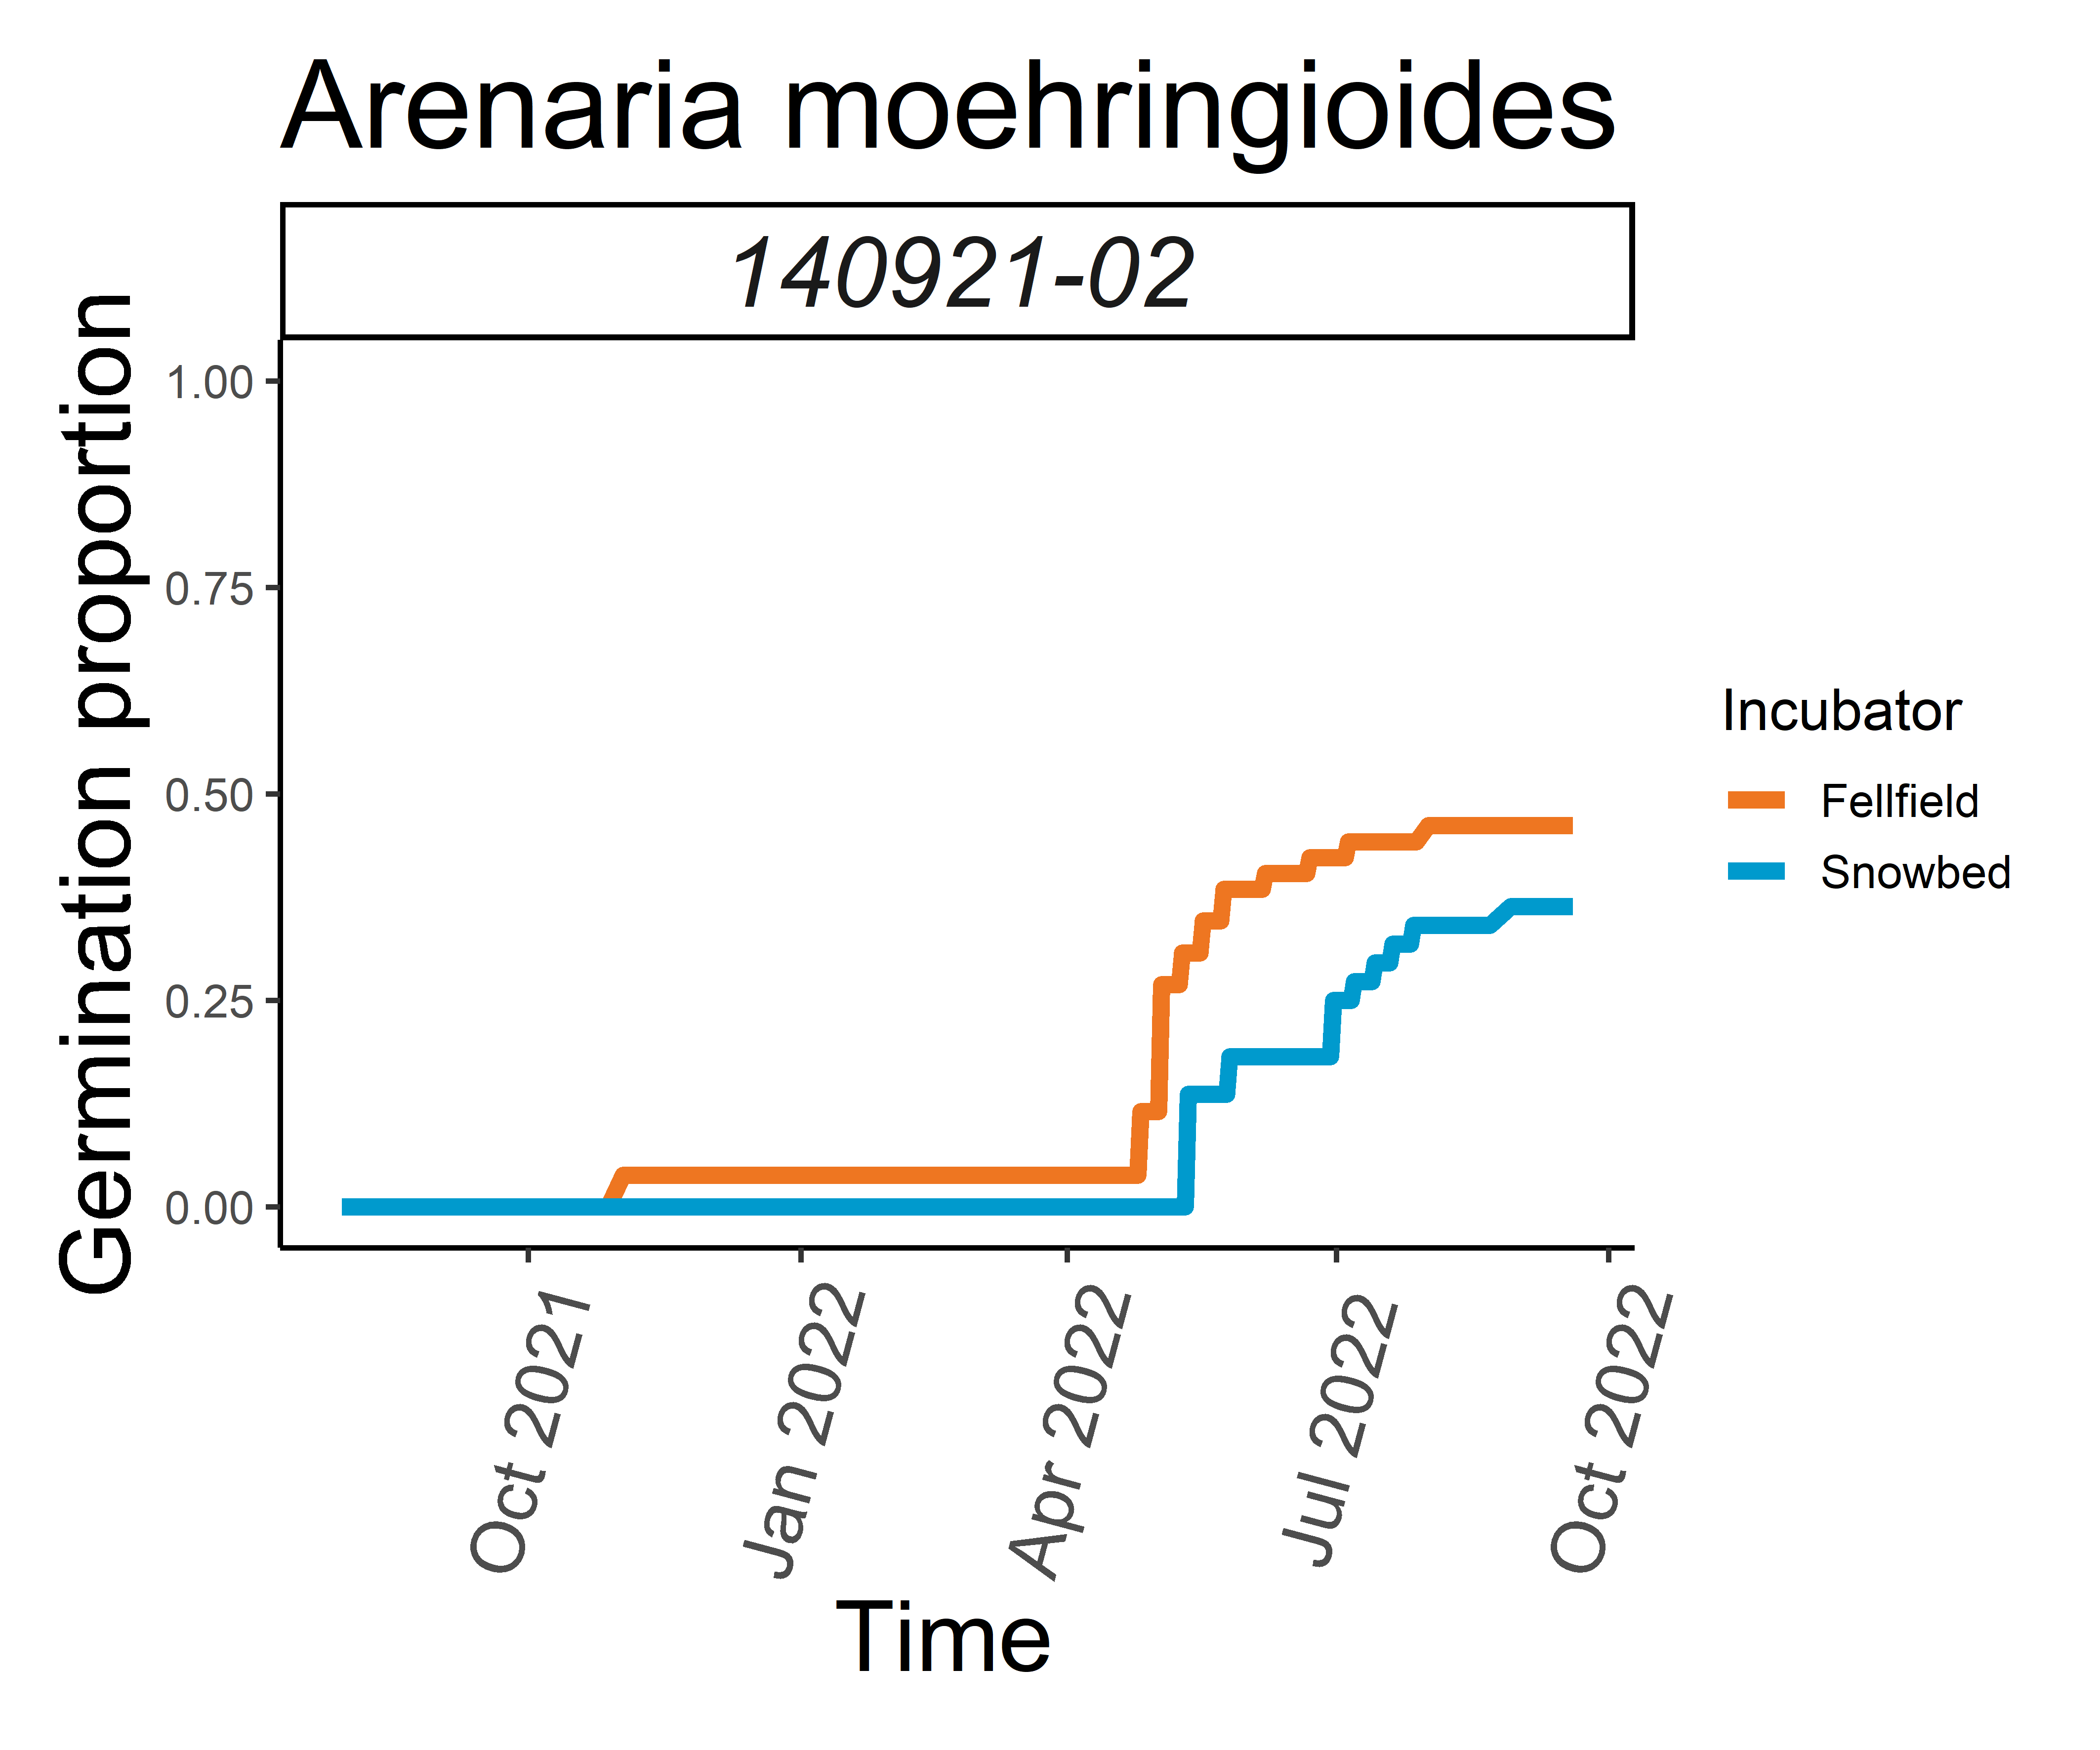 Arenaria moehringioides
140921-02
Germination proportion
1.00
0.75
0.50
0.25
0.00
Oct 2021
Jan 2022
Apr 2022
Jul 2022
Oct 2022
Time
Incubator
Fellfield
Snowbed